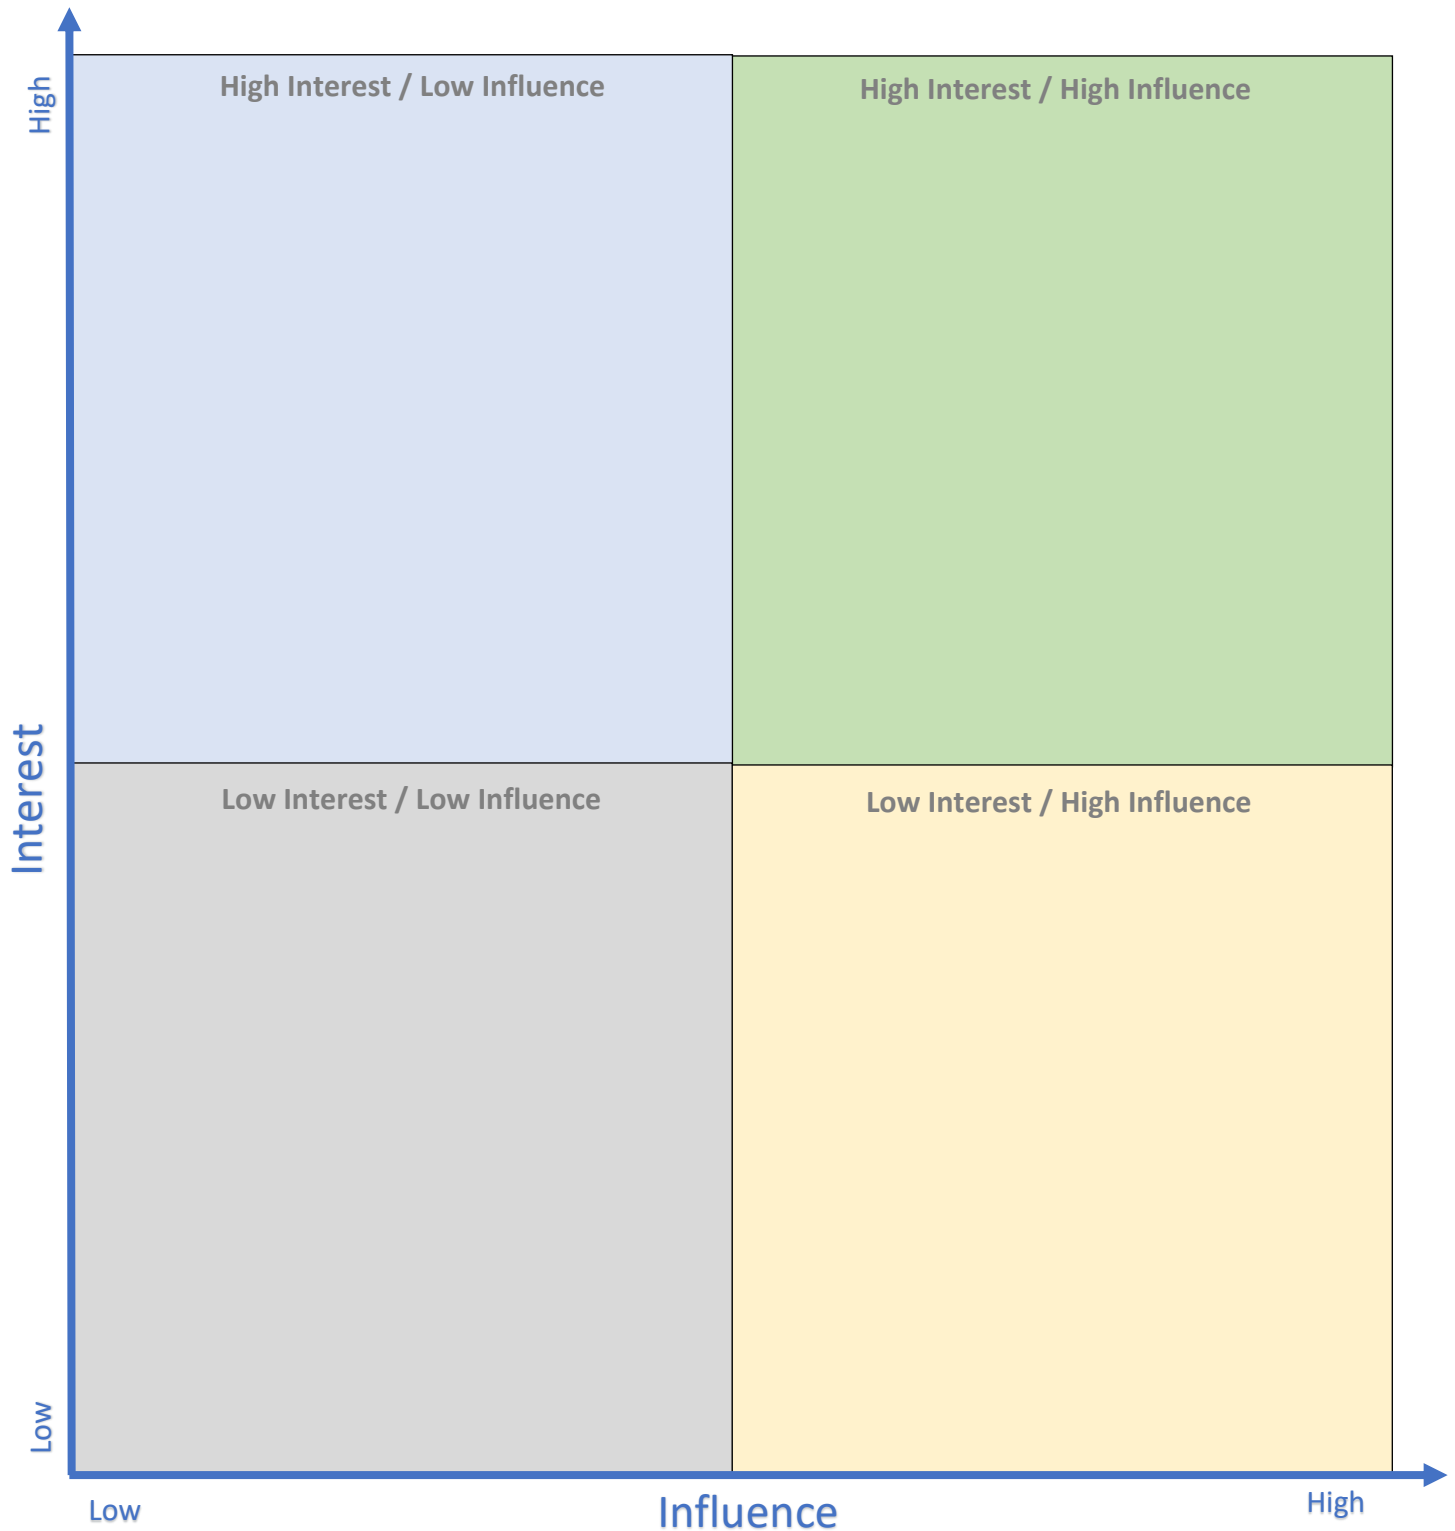 High
High Interest / Low Influence
High Interest / High Influence
Interest
Low Interest / Low Influence
Low Interest / High Influence
Low
Low
Influence
High